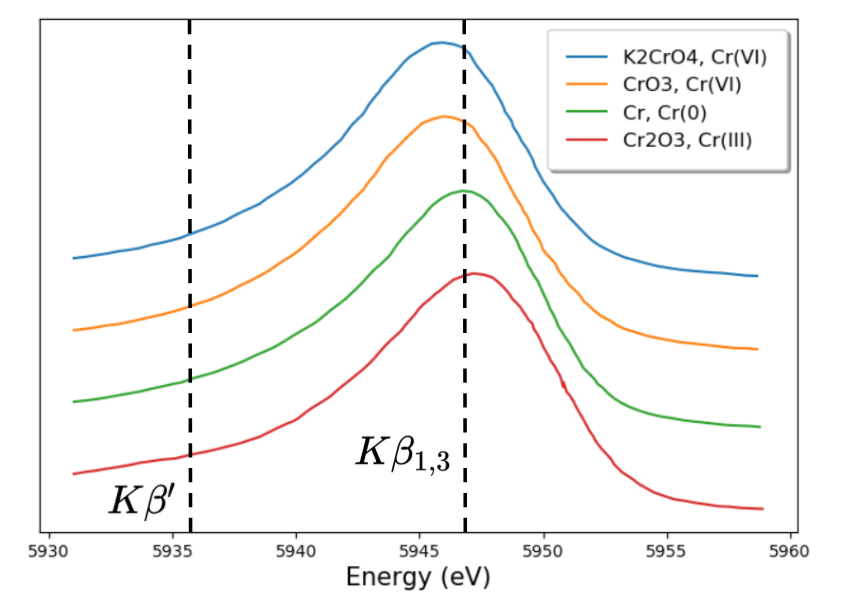 K2CrO4, Cr(VI)
CrO3, Cr(VI)
Cr, Cr(0)
Cr2O3, Cr(III)
Kβ1,3
Kβ′
5930 5935 5940 5945 5950 5955 5960
Energy (eV)